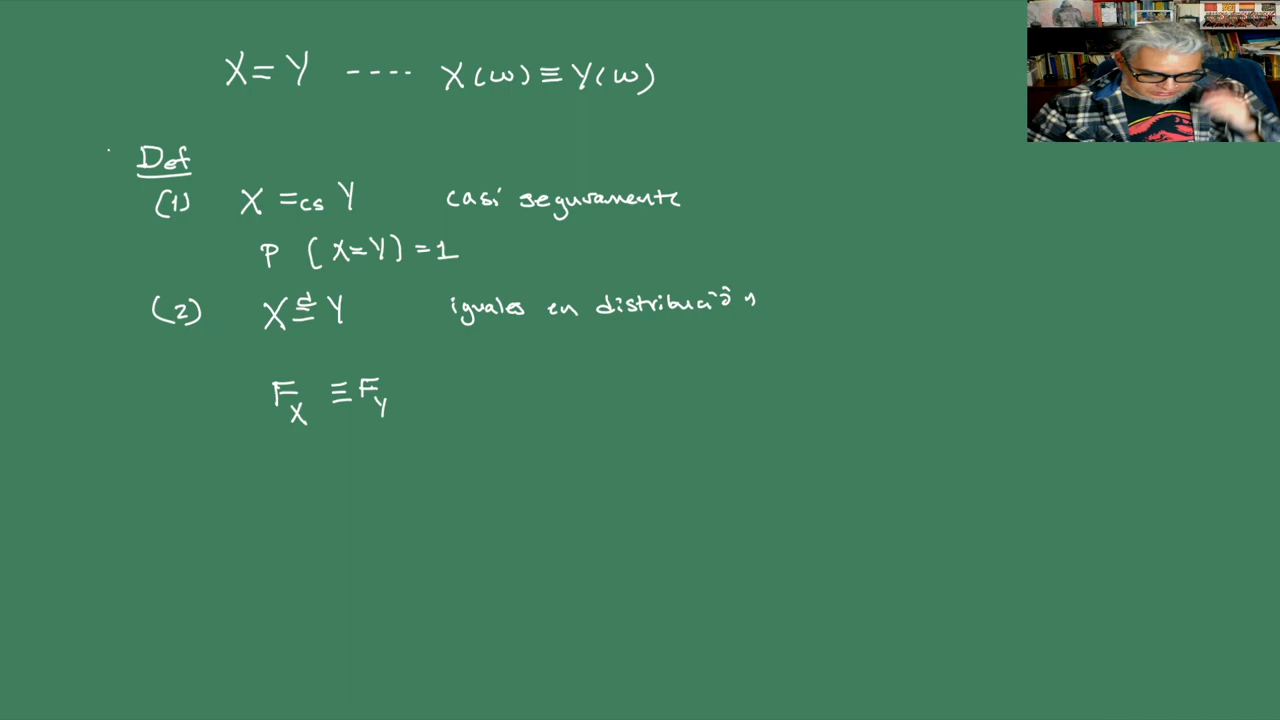 X = Y ---- X(ω) ≡ Y(ω)
Def
(1) X =cs Y casi seguramente
P (X=Y) = 1
(2) X d= Y iguales en distribución
F_X ≡ F_Y